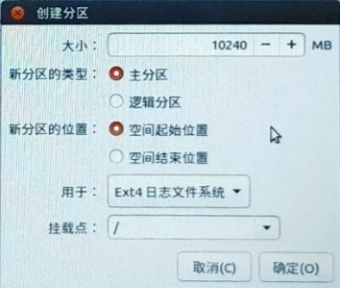 创建分区
大小： 10240 － + MB
新分区的类型： 主分区
逻辑分区
新分区的位置： 空间起始位置
空间结束位置
用于： Ext4 日志文件系统
挂载点： /
取消(C) 确定(O)